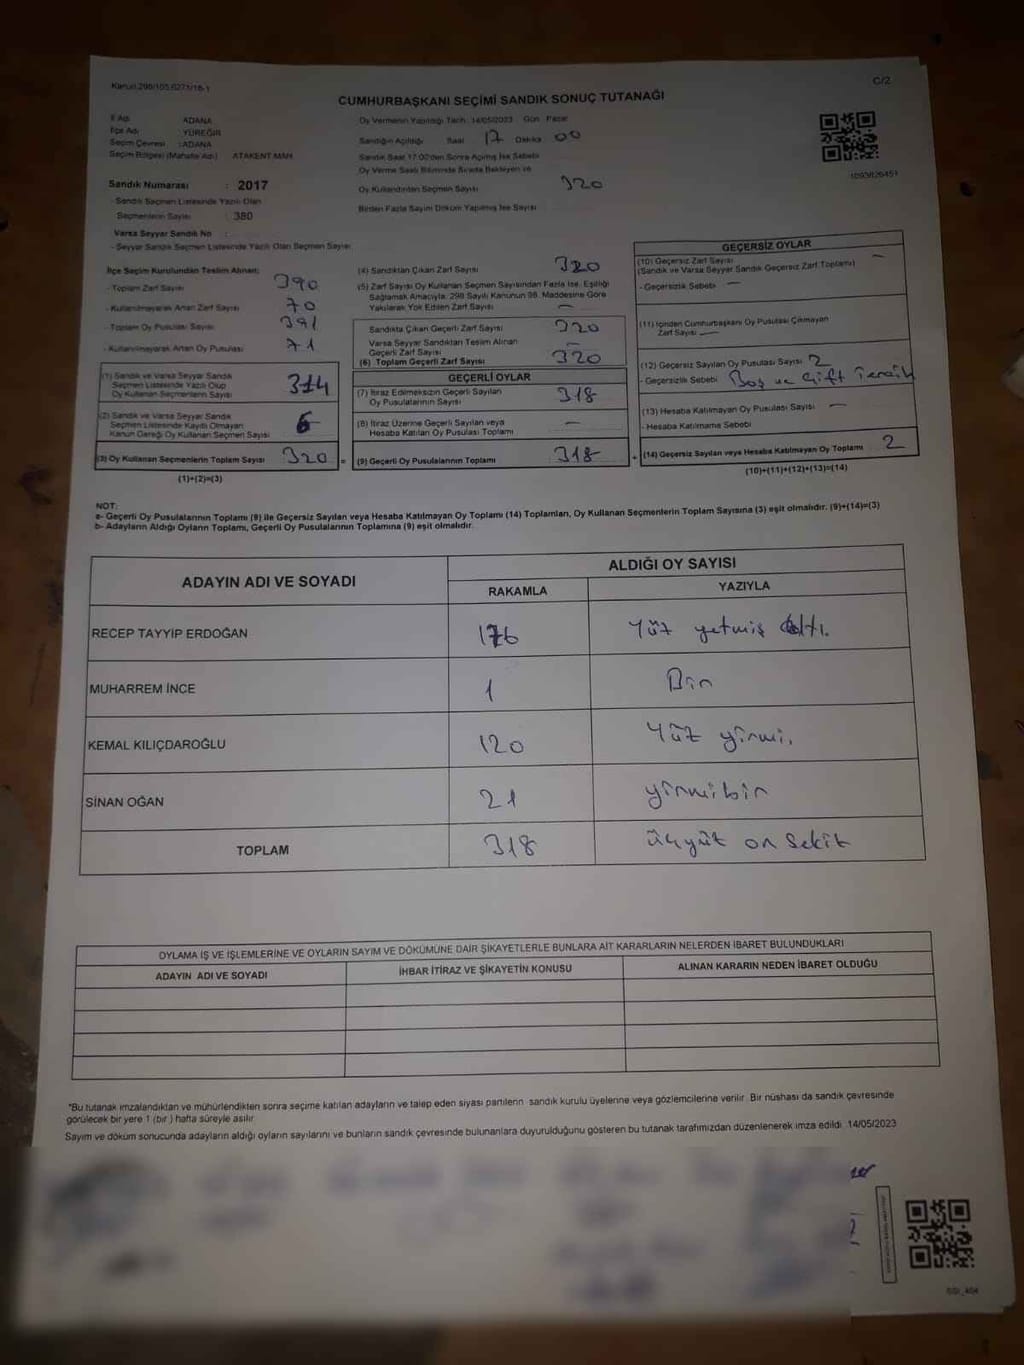 Kanun:298/105,6271/16-1
C/2
CUMHURBAŞKANI SEÇİMİ SANDIK SONUÇ TUTANAĞI
İl Adı ADANA
İlçe Adı YÜREĞİR
Seçim Çevresi :ADANA
Seçim Bölgesi (Mahalle Adı) ATAKENT MAH
Sandık Numarası : 2017
- Sandık Seçmen Listesinde Yazılı Olan
Seçmenlerin Sayısı : 380
Varsa Seyyar Sandık No :
- Seyyar Sandık Seçmen Listesinde Yazılı Olan Seçmen Sayısı
Oy Vermenin Yapıldığı Tarih : 14/05/2023 Gün : Pazar
Sandığın Açıldığı Saat 17 Dakika 00
Sandık Saat 17:00'den Sonra Açılmış İse Sebebi
Oy Verme Saati Bitiminde Sırada Bekleyen ve
Oy Kullandırılan Seçmen Sayısı 320
Birden Fazla Sayım Döküm Yapılmış İse Sayısı
1093826451
İlçe Seçim Kurulundan Teslim Alınan;
- Toplam Zarf Sayısı 390
- Kullanılmayarak Artan Zarf Sayısı 70
- Toplam Oy Pusulası Sayısı 391
- Kullanılmayarak Artan Oy Pusulası 71
(1) Sandık ve Varsa Seyyar Sandık
Seçmen Listesinde Yazılı Olup
Oy Kullanan Seçmenlerin Sayısı 314
(2) Sandık ve Varsa Seyyar Sandık
Seçmen Listesinde Kayıtlı Olmayan
Kanun Gereği Oy Kullanan Seçmen Sayısı 6
(3) Oy Kullanan Seçmenlerin Toplam Sayısı 320 =
(1)+(2)=(3)
(4) Sandıktan Çıkan Zarf Sayısı 320
(5) Zarf Sayısı Oy Kullanan Seçmen Sayısından Fazla İse, Eşitliği
Sağlamak Amacıyla; 298 Sayılı Kanunun 98. Maddesine Göre
Yakılarak Yok Edilen Zarf Sayısı —
Sandıkta Çıkan Geçerli Zarf Sayısı 320
Varsa Seyyar Sandıktan Teslim Alınan
Geçerli Zarf Sayısı —
(6) Toplam Geçerli Zarf Sayısı 320
GEÇERLİ OYLAR
(7) İtiraz Edilmeksizin Geçerli Sayılan
Oy Pusulalarının Sayısı 318
(8) İtiraz Üzerine Geçerli Sayılan veya
Hesaba Katılan Oy Pusulası Toplamı —
(9) Geçerli Oy Pusulalarının Toplamı 318 +
GEÇERSİZ OYLAR
(10) Geçersiz Zarf Sayısı —
(Sandık ve Varsa Seyyar Sandık Geçersiz Zarf Toplamı)
- Geçersizlik Sebebi —
(11) İçinden Cumhurbaşkanı Oy Pusulası Çıkmayan
Zarf Sayısı —
(12) Geçersiz Sayılan Oy Pusulası Sayısı 2
- Geçersizlik Sebebi Boş ve Çift Tercih
(13) Hesaba Katılmayan Oy Pusulası Sayısı —
- Hesaba Katılmama Sebebi
(14) Geçersiz Sayılan veya Hesaba Katılmayan Oy Toplamı 2
(10)+(11)+(12)+(13)=(14)
NOT:
a- Geçerli Oy Pusulalarının Toplamı (9) ile Geçersiz Sayılan veya Hesaba Katılmayan Oy Toplamı (14) Toplamları, Oy Kullanan Seçmenlerin Toplam Sayısına (3) eşit olmalıdır. (9)+(14)=(3)
b- Adayların Aldığı Oyların Toplamı, Geçerli Oy Pusulalarının Toplamına (9) eşit olmalıdır.
ADAYIN ADI VE SOYADI
ALDIĞI OY SAYISI
RAKAMLA YAZIYLA
RECEP TAYYİP ERDOĞAN 176 Yüz yetmiş altı.
MUHARREM İNCE 1 Bir
KEMAL KILIÇDAROĞLU 120 Yüz yirmi.
SİNAN OĞAN 21 yirmibir
TOPLAM 318 üçyüz on sekiz
OYLAMA İŞ VE İŞLEMLERİNE VE OYLARIN SAYIM VE DÖKÜMÜNE DAİR ŞİKAYETLERLE BUNLARA AİT KARARLARIN NELERDEN İBARET BULUNDUKLARI
ADAYIN ADI VE SOYADI İHBAR İTİRAZ VE ŞİKAYETİN KONUSU ALINAN KARARIN NEDEN İBARET OLDUĞU
*Bu tutanak imzalandıktan ve mühürlendikten sonra seçime katılan adayların ve talep eden siyasi partilerin sandık kurulu üyelerine veya gözlemcilerine verilir. Bir nüshası da sandık çevresinde
görülecek bir yere 1 (bir ) hafta süreyle asılır.
Sayım ve döküm sonucunda adayların aldığı oyların sayılarını ve bunların sandık çevresinde bulunanlara duyurulduğunu gösteren bu tutanak tarafımızdan düzenlenerek imza edildi. 14/05/2023